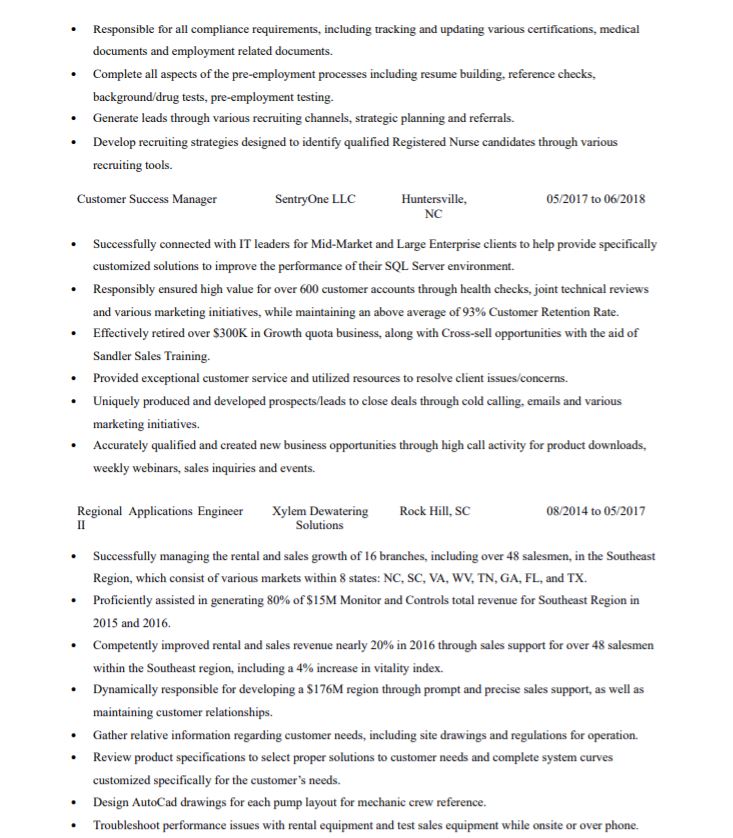 • Responsible for all compliance requirements, including tracking and updating various certifications, medical
documents and employment related documents.
• Complete all aspects of the pre-employment processes including resume building, reference checks,
background/drug tests, pre-employment testing.
• Generate leads through various recruiting channels, strategic planning and referrals.
• Develop recruiting strategies designed to identify qualified Registered Nurse candidates through various
recruiting tools.
Customer Success Manager SentryOne LLC Huntersville, 05/2017 to 06/2018
NC
• Successfully connected with IT leaders for Mid-Market and Large Enterprise clients to help provide specifically
customized solutions to improve the performance of their SQL Server environment.
• Responsibly ensured high value for over 600 customer accounts through health checks, joint technical reviews
and various marketing initiatives, while maintaining an above average of 93% Customer Retention Rate.
• Effectively retired over $300K in Growth quota business, along with Cross-sell opportunities with the aid of
Sandler Sales Training.
• Provided exceptional customer service and utilized resources to resolve client issues/concerns.
• Uniquely produced and developed prospects/leads to close deals through cold calling, emails and various
marketing initiatives.
• Accurately qualified and created new business opportunities through high call activity for product downloads,
weekly webinars, sales inquiries and events.
Regional Applications Engineer Xylem Dewatering Rock Hill, SC 08/2014 to 05/2017
II Solutions
• Successfully managing the rental and sales growth of 16 branches, including over 48 salesmen, in the Southeast
Region, which consist of various markets within 8 states: NC, SC, VA, WV, TN, GA, FL, and TX.
• Proficiently assisted in generating 80% of $15M Monitor and Controls total revenue for Southeast Region in
2015 and 2016.
• Competently improved rental and sales revenue nearly 20% in 2016 through sales support for over 48 salesmen
within the Southeast region, including a 4% increase in vitality index.
• Dynamically responsible for developing a $176M region through prompt and precise sales support, as well as
maintaining customer relationships.
• Gather relative information regarding customer needs, including site drawings and regulations for operation.
• Review product specifications to select proper solutions to customer needs and complete system curves
customized specifically for the customer's needs.
• Design AutoCad drawings for each pump layout for mechanic crew reference.
• Troubleshoot performance issues with rental equipment and test sales equipment while onsite or over phone.